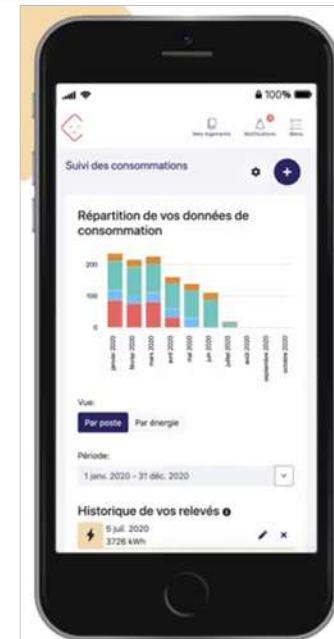 100%
Mes logements
Notifications
Menu
Suivi des consommations
Répartition de vos données de
consommation
200
100
0
janvier 2020
février 2020
mars 2020
avril 2020
mai 2020
juin 2020
juillet 2020
août 2020
septembre 2020
octobre 2020
Vue:
Par poste
Par énergie
Période:
1 janv. 2020 - 31 déc. 2020
Historique de vos relevés
5 juil. 2020
3726 kWh